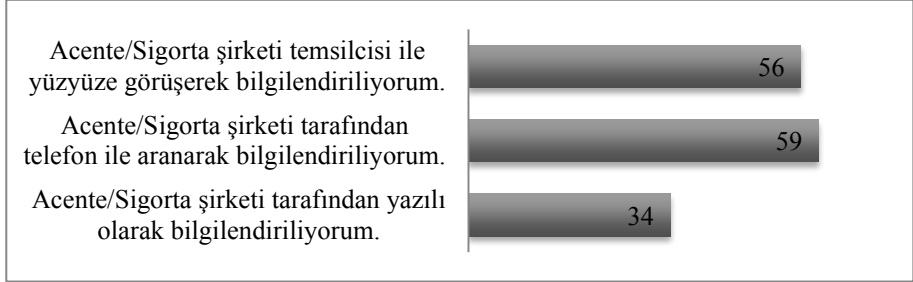 Acente/Sigorta şirketi temsilcisi ile
yüzyüze görüşerek bilgilendiriliyorum.
56
Acente/Sigorta şirketi tarafından
telefon ile aranarak bilgilendiriliyorum.
59
Acente/Sigorta şirketi tarafından yazılı
olarak bilgilendiriliyorum.
34